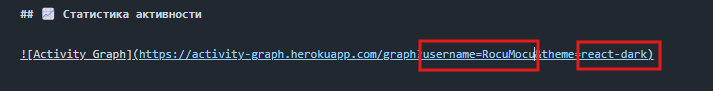 ## 📈 Статистика активности
![Activity Graph](https://activity-graph.herokuapp.com/graph?username=RocuMocu&theme=react-dark)